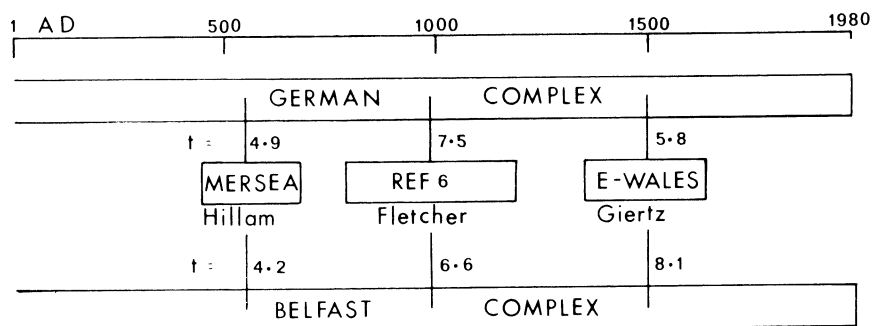 1 AD 500 1000 1500 1980
GERMAN COMPLEX
t = 4·9 7·5 5·8
MERSEA REF 6 E-WALES
Hillam Fletcher Giertz
t = 4·2 6·6 8·1
BELFAST COMPLEX